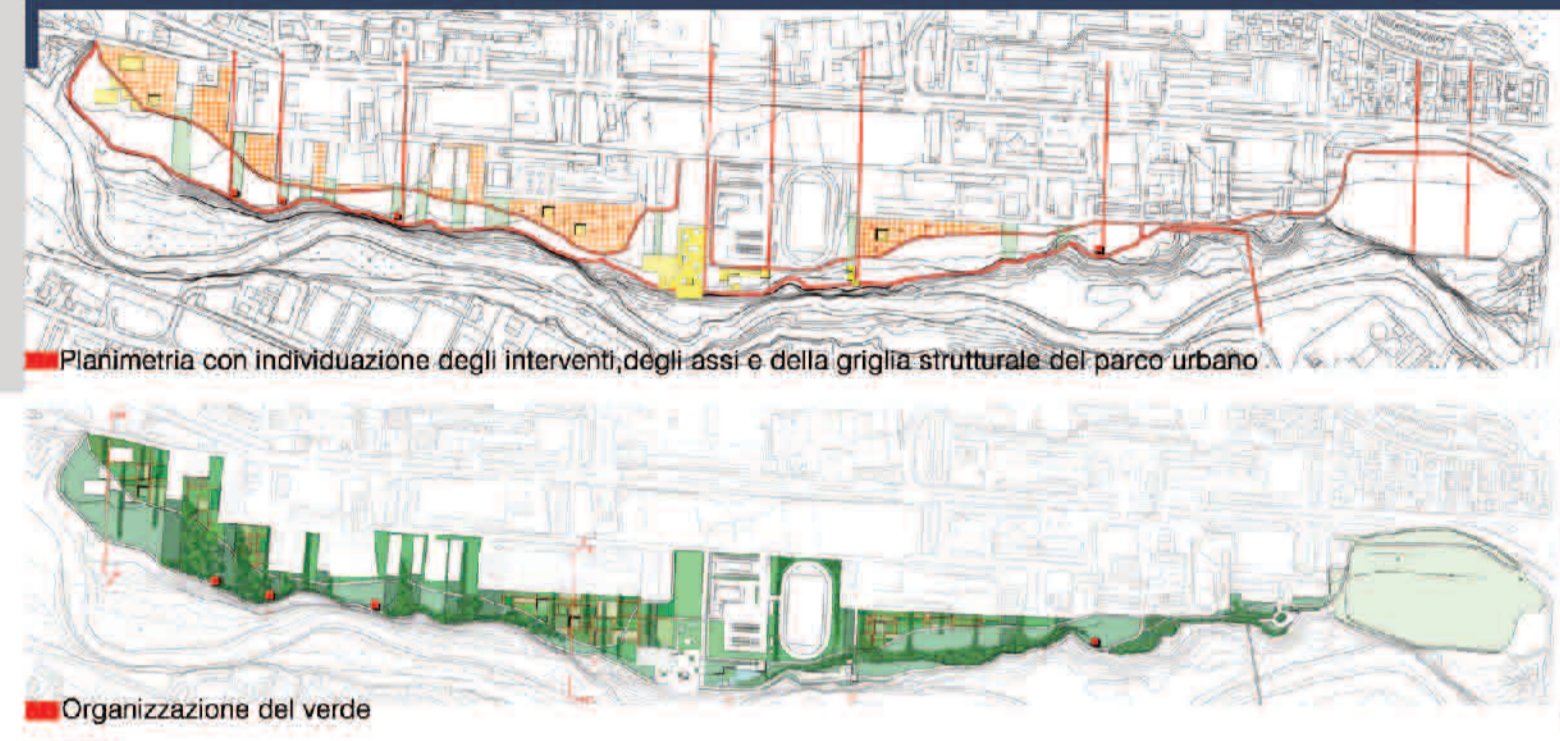 Planimetria con individuazione degli interventi,degli assi e della griglia strutturale del parco urbano
Organizzazione del verde